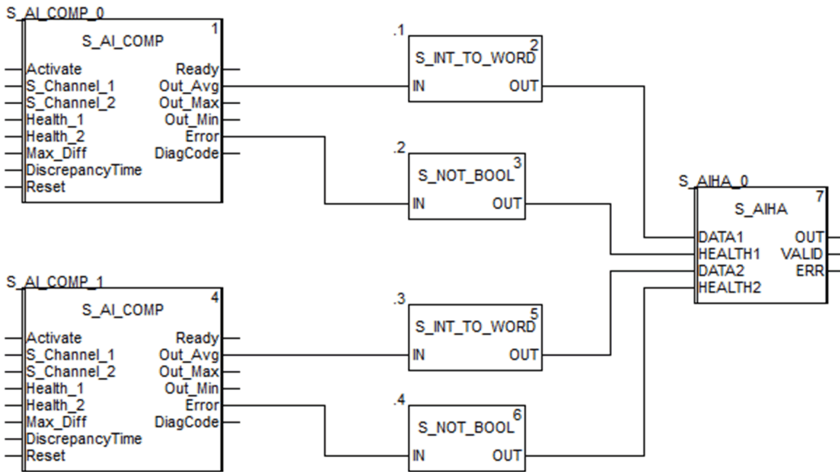 S_AI_COMP_0
1
S_AI_COMP
Activate Ready
S_Channel_1 Out_Avg
S_Channel_2 Out_Max
Health_1 Out_Min
Health_2 Error
Max_Diff DiagCode
DiscrepancyTime
Reset
.1
2
S_INT_TO_WORD
IN OUT
.2
3
S_NOT_BOOL
IN OUT
S_AIHA_0
7
S_AIHA
DATA1 OUT
HEALTH1 VALID
DATA2 ERR
HEALTH2
S_AI_COMP_1
4
S_AI_COMP
Activate Ready
S_Channel_1 Out_Avg
S_Channel_2 Out_Max
Health_1 Out_Min
Health_2 Error
Max_Diff DiagCode
DiscrepancyTime
Reset
.3
5
S_INT_TO_WORD
IN OUT
.4
6
S_NOT_BOOL
IN OUT